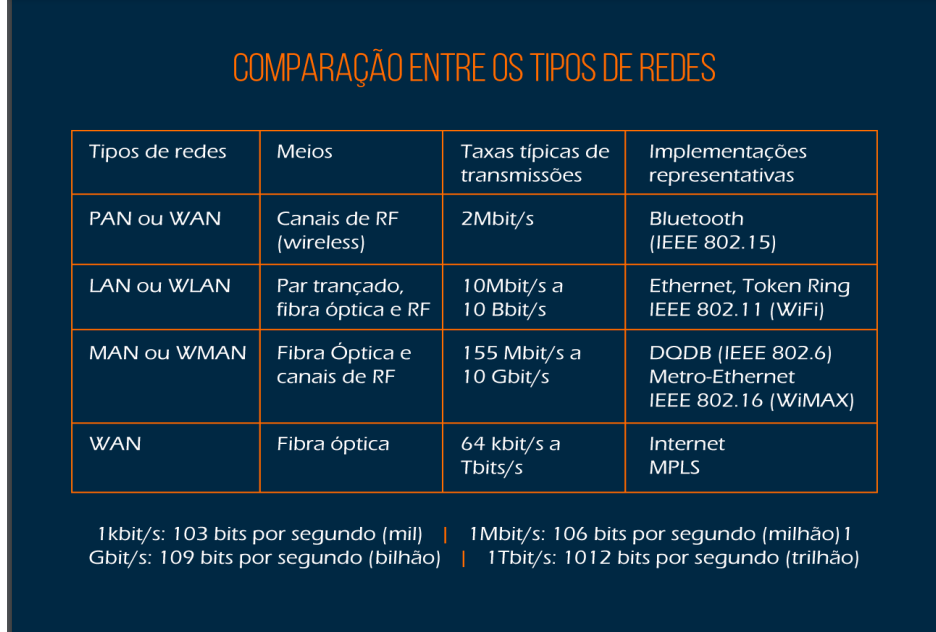 COMPARAÇÃO ENTRE OS TIPOS DE REDES
Tipos de redes
Meios
Taxas típicas de
transmissões
Implementações
representativas
PAN ou WAN
Canais de RF
(wireless)
2Mbit/s
Bluetooth
(IEEE 802.15)
LAN ou WLAN
Par trançado,
fibra óptica e RF
10Mbit/s a
10 Bbit/s
Ethernet, Token Ring
IEEE 802.11 (WiFi)
MAN ou WMAN
Fibra Óptica e
canais de RF
155 Mbit/s a
10 Gbit/s
DQDB (IEEE 802.6)
Metro-Ethernet
IEEE 802.16 (WiMAX)
WAN
Fibra óptica
64 kbit/s a
Tbits/s
Internet
MPLS
1kbit/s: 103 bits por segundo (mil) | 1Mbit/s: 106 bits por segundo (milhão)1
Gbit/s: 109 bits por segundo (bilhão) | 1Tbit/s: 1012 bits por segundo (trilhão)